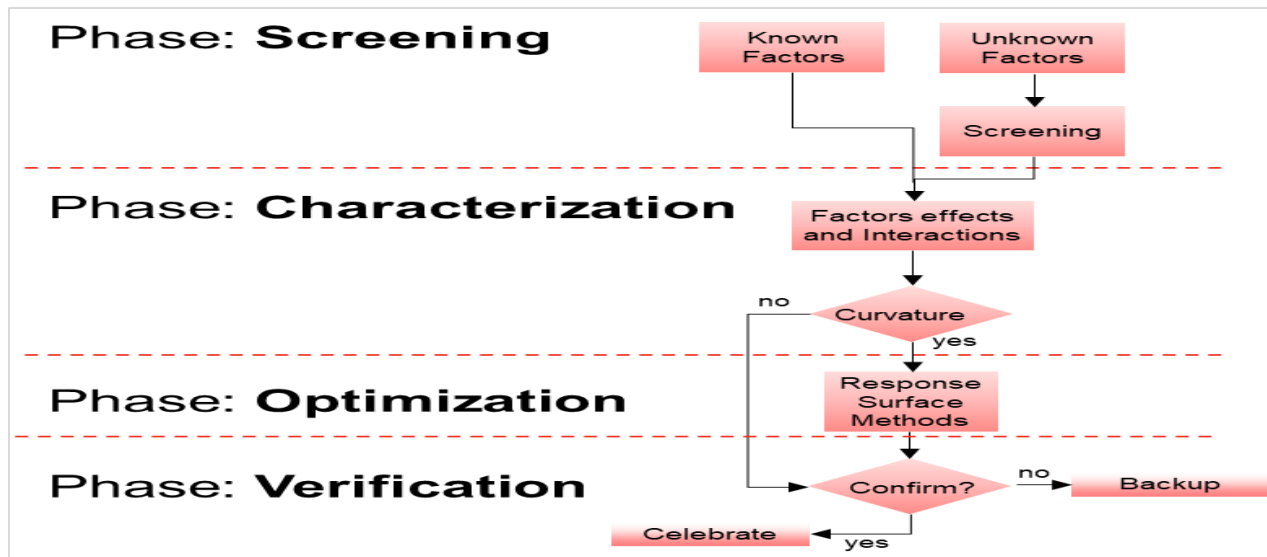 Phase: Screening
Known
Factors
Unknown
Factors
Screening
Phase: Characterization
Factors effects
and Interactions
no
Curvature
yes
Phase: Optimization
Response
Surface
Methods
Phase: Verification
Confirm?
no
Backup
Celebrate
yes